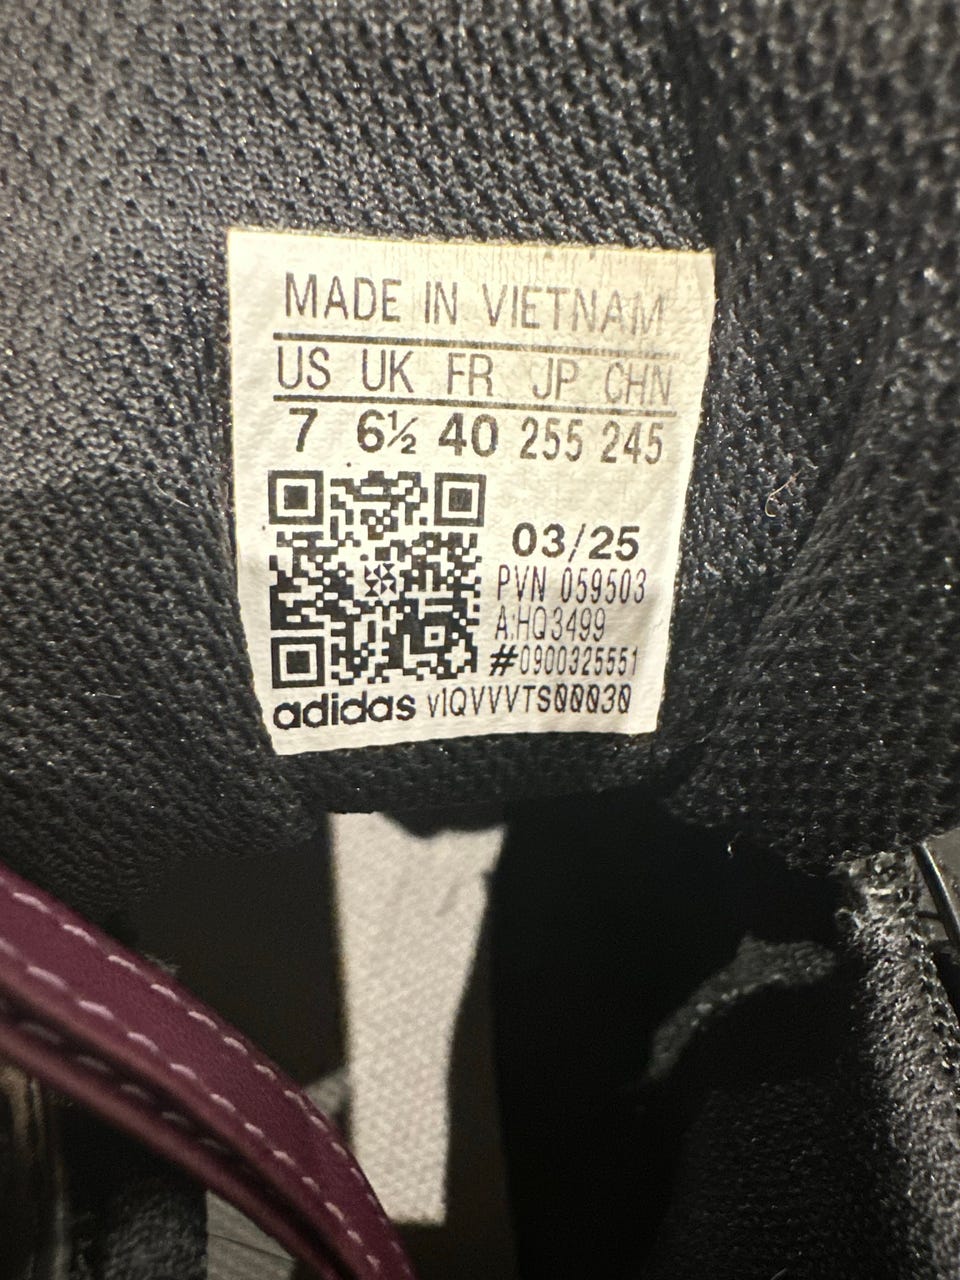 MADE IN VIETNAM
US UK FR JP CHN
7 6½ 40 255 245
03/25
PVN 059503
A:HQ3499
#0900325551
adidas v1QVVVTS00030